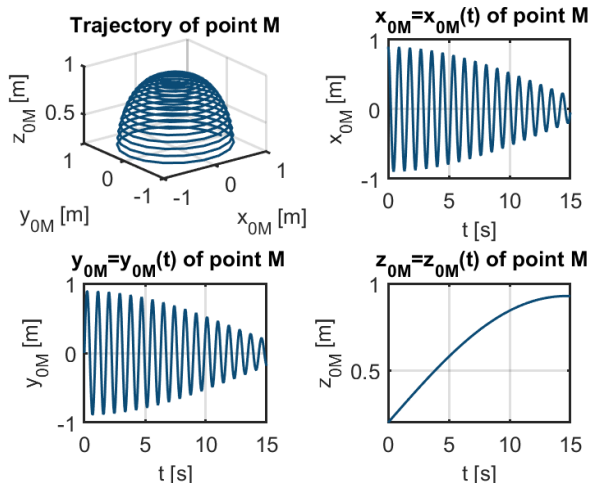 Trajectory of point M
z0M [m]
1
0.5
1
0
-1
-1
0
1
y0M [m]
x0M [m]
x0M=x0M(t) of point M
x0M [m]
1
0
-1
0 5 10 15
t [s]
y0M=y0M(t) of point M
y0M [m]
1
0
-1
0 5 10 15
t [s]
z0M=z0M(t) of point M
z0M [m]
1
0.5
0 5 10 15
t [s]